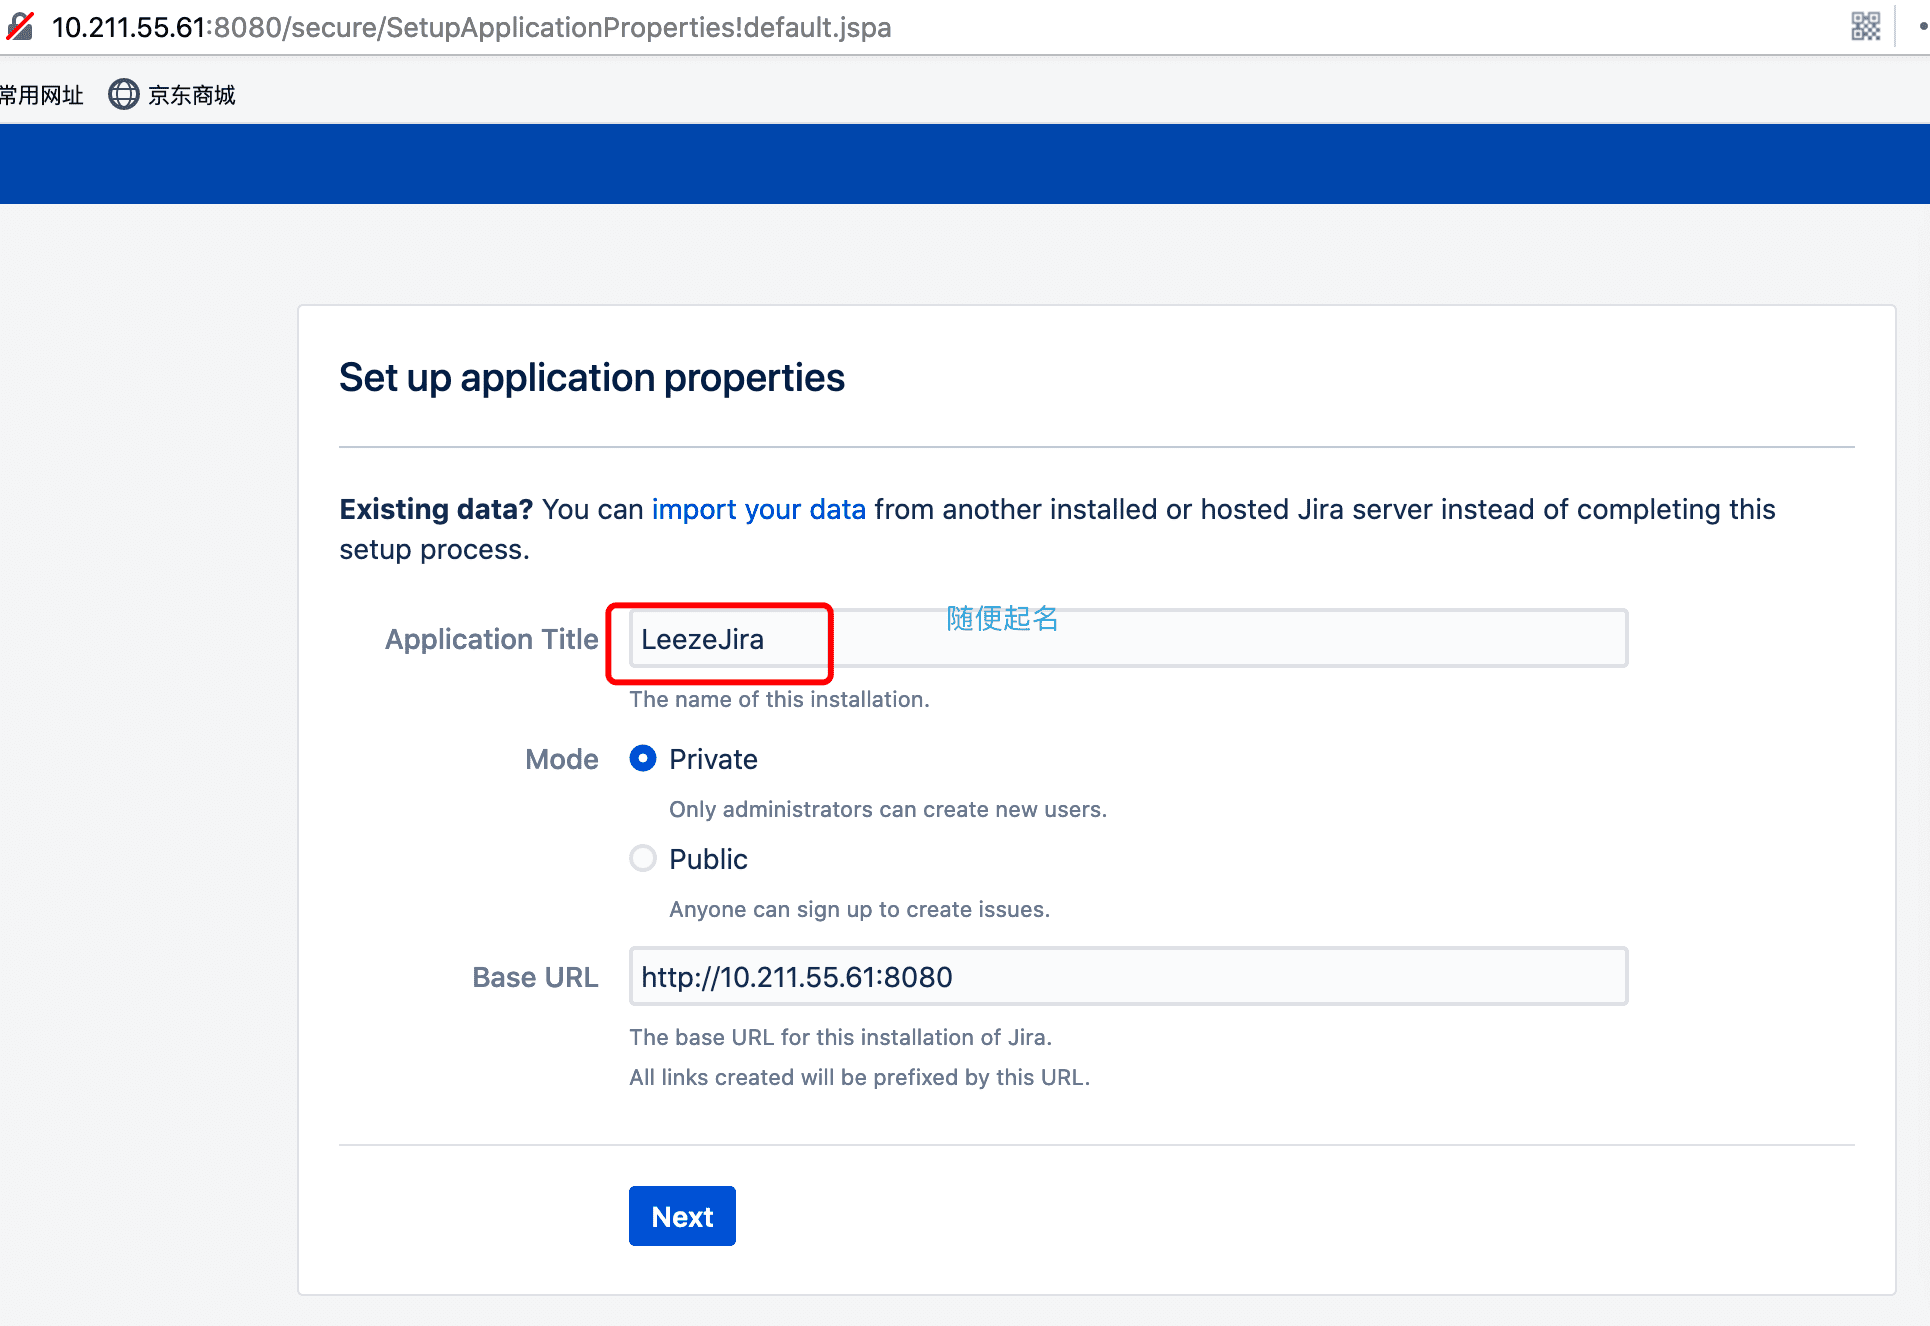 10.211.55.61:8080/secure/SetupApplicationProperties!default.jspa
常用网址 京东商城
Set up application properties
Existing data? You can import your data from another installed or hosted Jira server instead of completing this
setup process.
随便起名
Application Title LeezeJira
The name of this installation.
Mode Private
Only administrators can create new users.
Public
Anyone can sign up to create issues.
Base URL http://10.211.55.61:8080
The base URL for this installation of Jira.
All links created will be prefixed by this URL.
Next